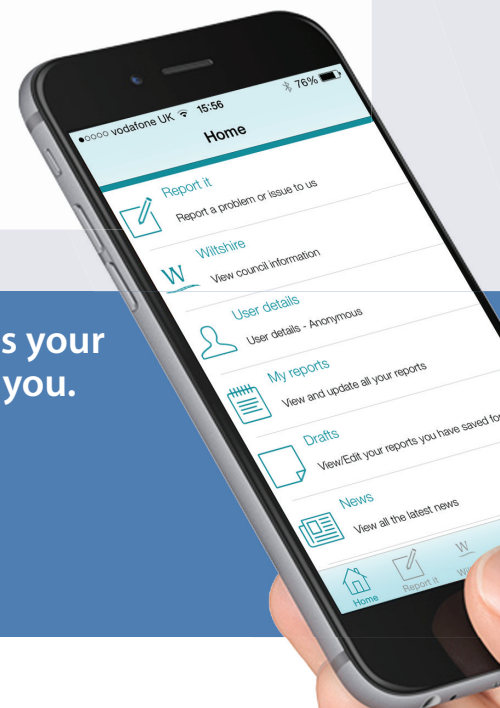 vodafone UK 15:56 76%
Home
Report it
Report a problem or issue to us
W
Wiltshire
View council information
User details
User details - Anonymous
s your
you.
My reports
View and update all your reports
Drafts
View/Edit your reports you have saved for
News
View all the latest news
W
Home Report it